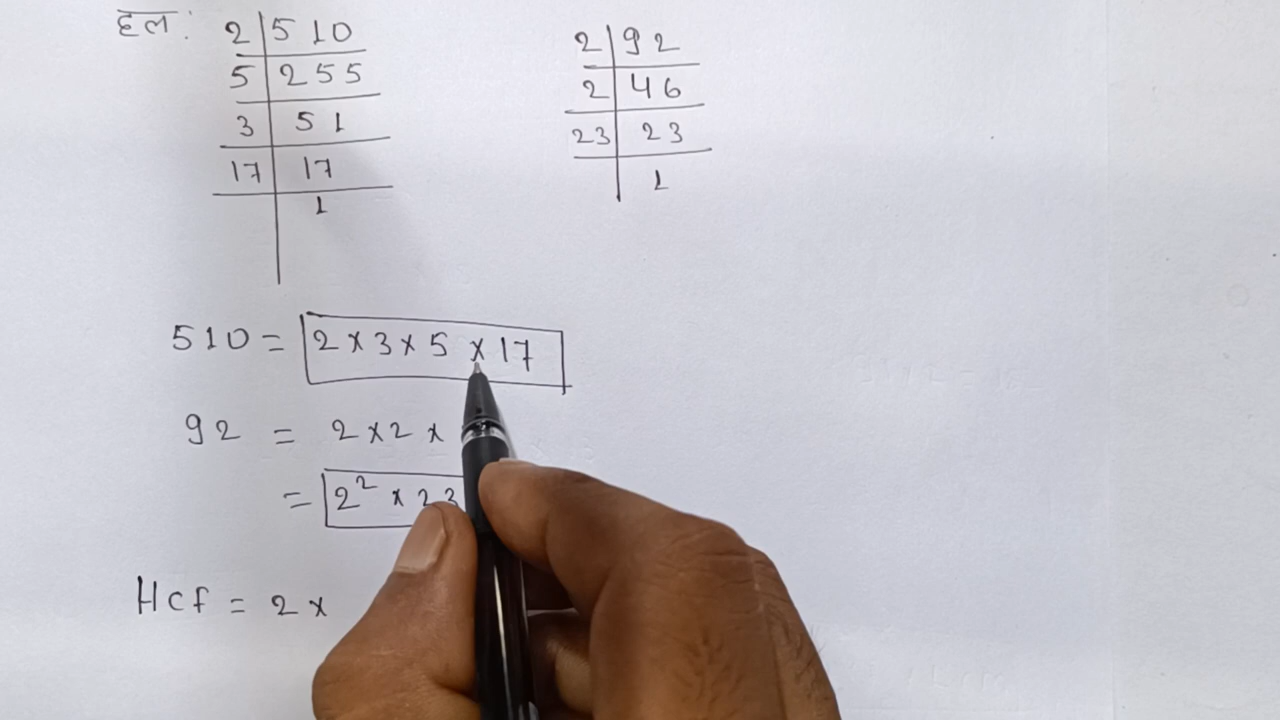 हल:
2 | 510
5 | 255
3 | 51
17 | 17
1
2 | 92
2 | 46
23 | 23
1
510 = 2 × 3 × 5 × 17
92 = 2 × 2 ×
= 2² × 23
Hcf = 2 ×